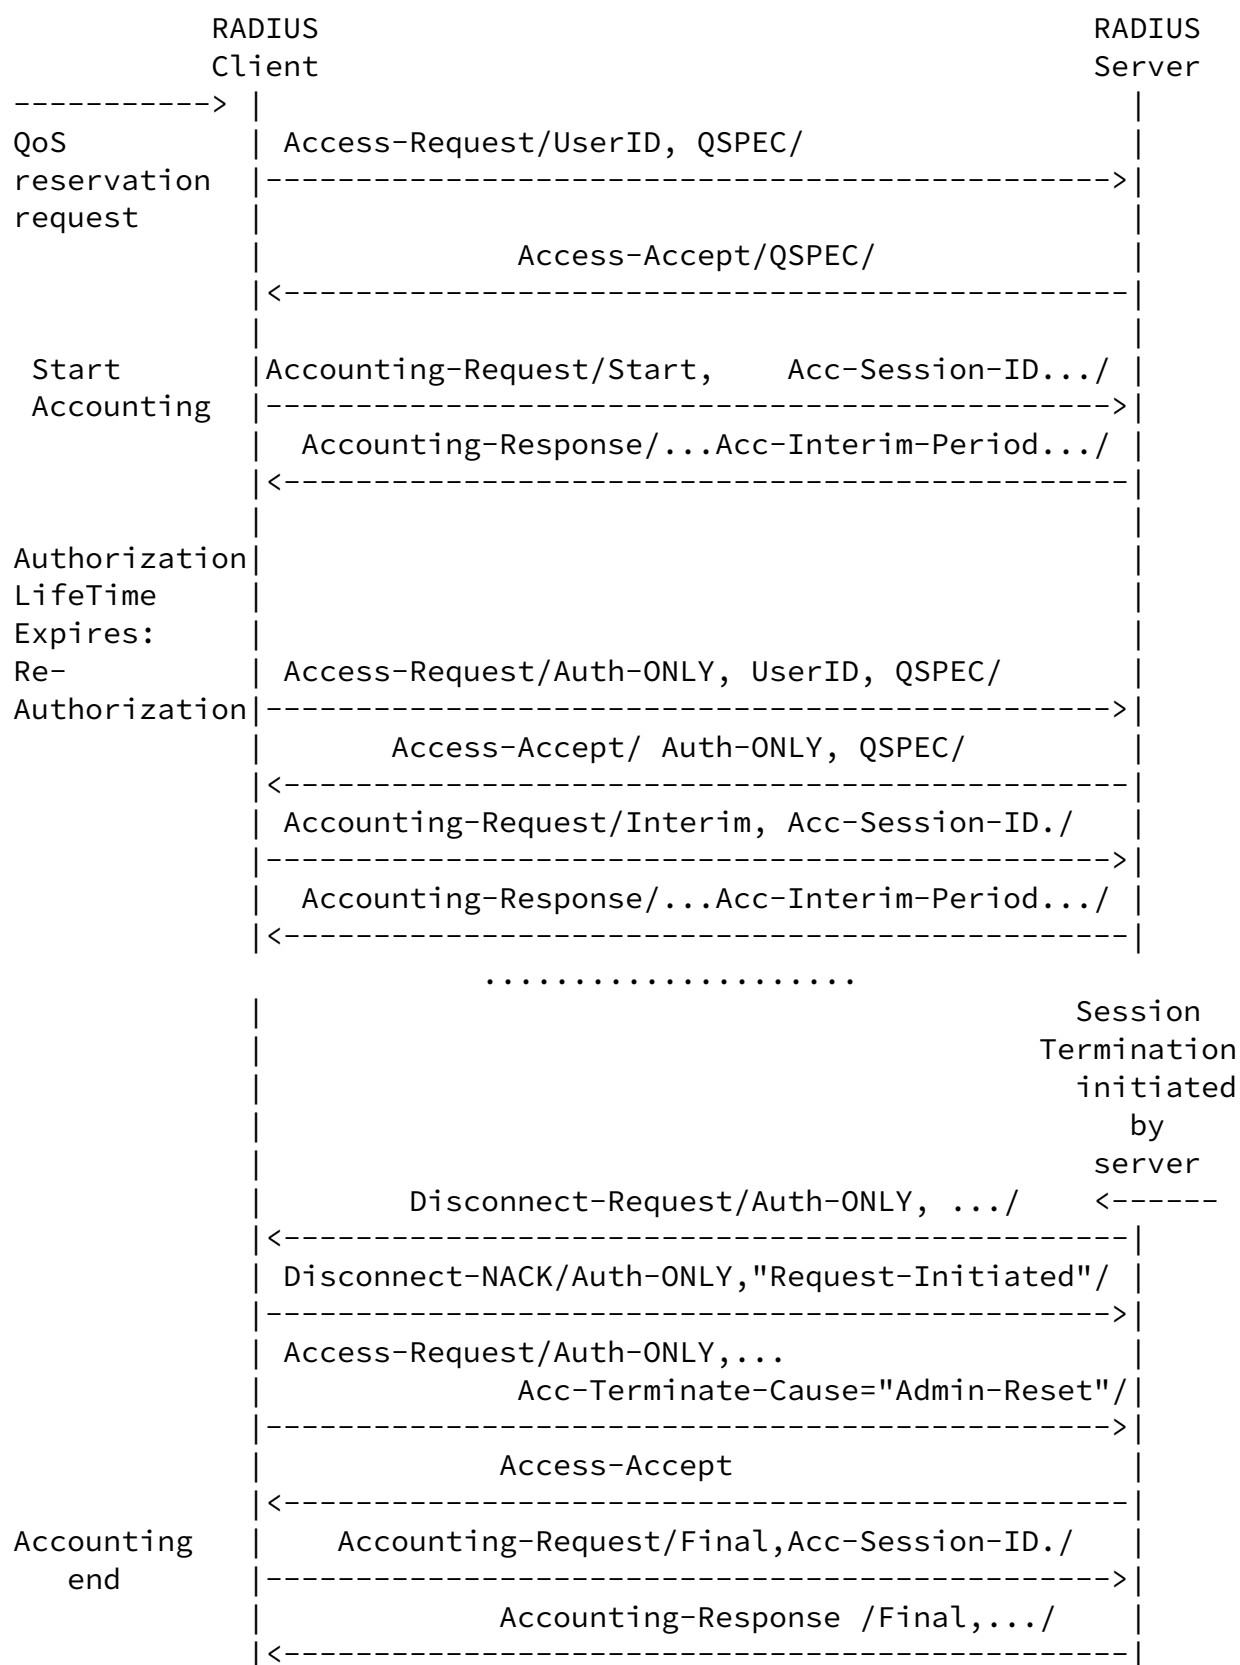 RADIUS                                           RADIUS
           Client                                           Server
-----------> |                                                 |
QoS          | Access-Request/UserID, QSPEC/                   |
reservation  |----------------------------------------------->|
request      |                                                 |
             |              Access-Accept/QSPEC/               |
             |<-----------------------------------------------|
             |                                                 |
 Start       |Accounting-Request/Start,    Acc-Session-ID.../ |
 Accounting  |----------------------------------------------->|
             |  Accounting-Response/...Acc-Interim-Period.../ |
             |<-----------------------------------------------|
             |                                                 |
Authorization|                                                 |
LifeTime     |                                                 |
Expires:     |                                                 |
Re-          | Access-Request/Auth-ONLY, UserID, QSPEC/        |
Authorization|----------------------------------------------->|
             |       Access-Accept/ Auth-ONLY, QSPEC/          |
             |<-----------------------------------------------|
             | Accounting-Request/Interim, Acc-Session-ID./    |
             |----------------------------------------------->|
             |  Accounting-Response/...Acc-Interim-Period.../ |
             |<-----------------------------------------------|
                          .....................
             |                                             Session
             |                                           Termination
             |                                             initiated
             |                                                by
             |                                              server
             |        Disconnect-Request/Auth-ONLY, .../    <------
             |<-----------------------------------------------|
             | Disconnect-NACK/Auth-ONLY,"Request-Initiated"/ |
             |----------------------------------------------->|
             | Access-Request/Auth-ONLY,...                    |
             |              Acc-Terminate-Cause="Admin-Reset"/|
             |----------------------------------------------->|
             |             Access-Accept                       |
             |<-----------------------------------------------|
Accounting   |    Accounting-Request/Final,Acc-Session-ID./    |
   end       |----------------------------------------------->|
             |             Accounting-Response /Final,.../     |
             |<-----------------------------------------------|